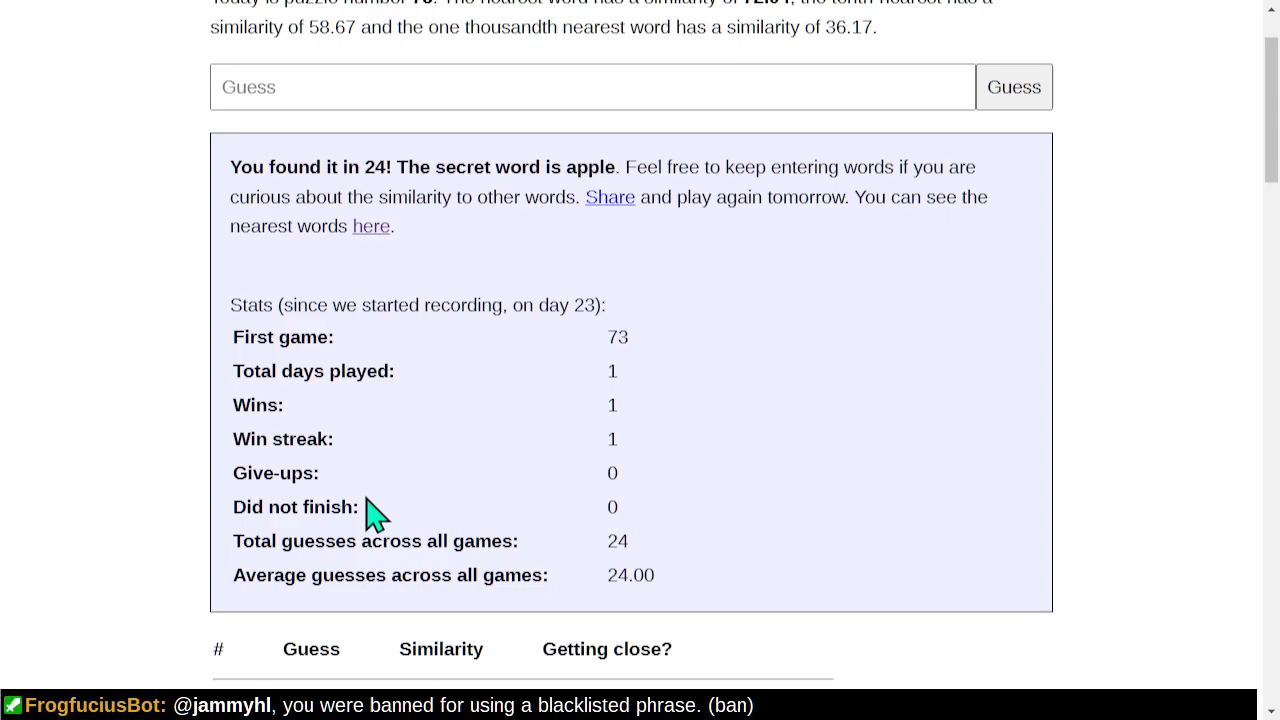 similarity of 58.67 and the one thousandth nearest word has a similarity of 36.17.
Guess Guess
You found it in 24! The secret word is apple. Feel free to keep entering words if you are
curious about the similarity to other words. Share and play again tomorrow. You can see the
nearest words here.
Stats (since we started recording, on day 23):
First game: 73
Total days played: 1
Wins: 1
Win streak: 1
Give-ups: 0
Did not finish: 0
Total guesses across all games: 24
Average guesses across all games: 24.00
# Guess Similarity Getting close?
FrogfuciusBot: @jammyhl, you were banned for using a blacklisted phrase. (ban)